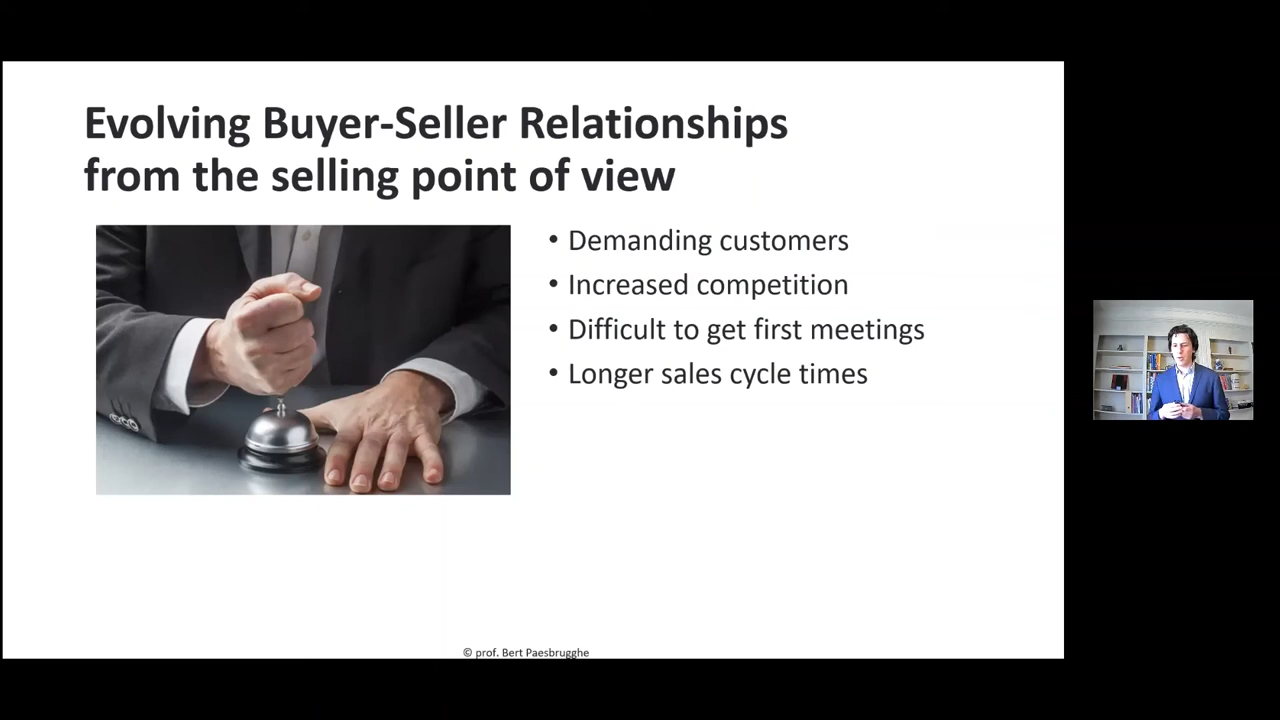 Evolving Buyer-Seller Relationships
from the selling point of view
• Demanding customers
• Increased competition
• Difficult to get first meetings
• Longer sales cycle times
© prof. Bert Paesbrugghe